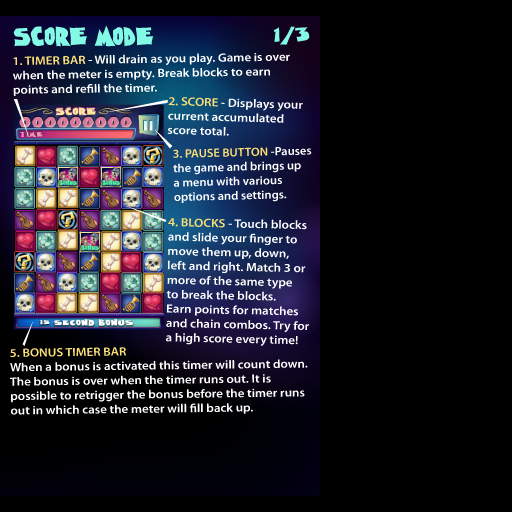 SCORE MODE 1/3
1. TIMER BAR - Will drain as you play. Game is over
when the meter is empty. Break blocks to earn
points and refill the timer.
SCORE
000000000
TIME
2. SCORE - Displays your
current accumulated
score total.
3. PAUSE BUTTON -Pauses
the game and brings up
a menu with various
options and settings.
4. BLOCKS - Touch blocks
and slide your finger to
move them up, down,
left and right. Match 3 or
more of the same type
to break the blocks.
Earn points for matches
and chain combos. Try for
a high score every time!
15 SECOND BONUS
5. BONUS TIMER BAR
When a bonus is activated this timer will count down.
The bonus is over when the timer runs out. It is
possible to retrigger the bonus before the timer runs
out in which case the meter will fill back up.